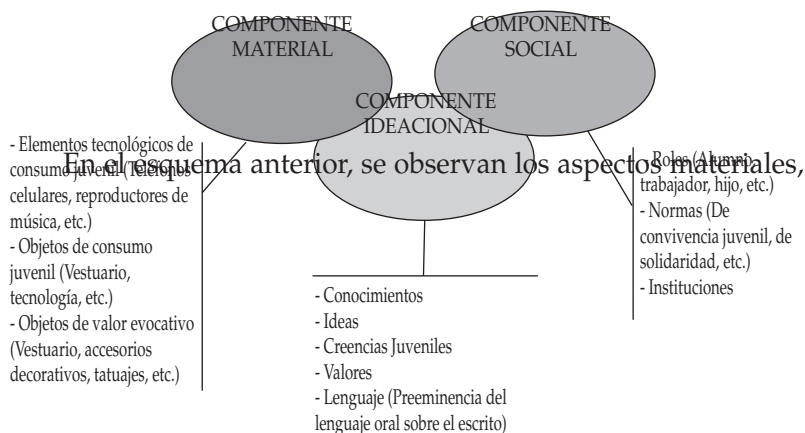 COMPONENTE
MATERIAL
COMPONENTE
SOCIAL
COMPONENTE
IDEACIONAL
En el esquema anterior, se observan los aspectos materiales,
- Elementos tecnológicos de
consumo juvenil (Teléfonos
celulares, reproductores de
música, etc.)
- Objetos de consumo
juvenil (Vestuario,
tecnología, etc.)
- Objetos de valor evocativo
(Vestuario, accesorios
decorativos, tatuajes, etc.)
- Conocimientos
- Ideas
- Creencias Juveniles
- Valores
- Lenguaje (Preeminencia del
lenguaje oral sobre el escrito)
- Roles (Alumno,
trabajador, hijo, etc.)
- Normas (De
convivencia juvenil, de
solidaridad, etc.)
- Instituciones